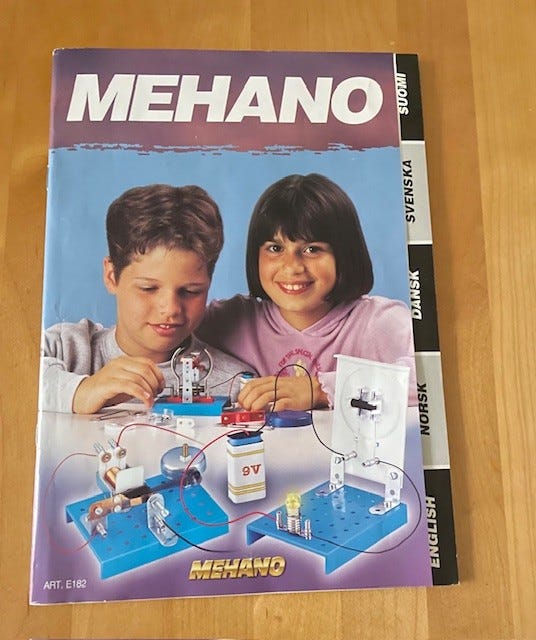 MEHANO
SUOMI
SVENSKA
DANSK
NORSK
ENGLISH
9V
MEHANO
ART. E182